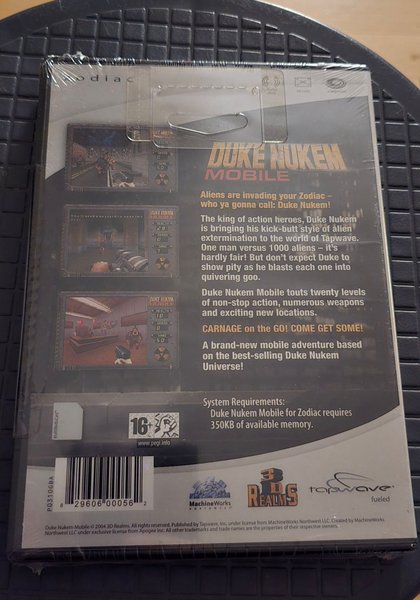 zodiac
DUKE NUKEM
MOBILE
Aliens are invading your Zodiac –
who ya gonna call: Duke Nukem!
The king of action heroes, Duke Nukem
is bringing his kick-butt style of alien
extermination to the world of Tapwave.
One man versus 1000 aliens – it's
hardly fair! But don't expect Duke to
show pity as he blasts each one into
quivering goo.
Duke Nukem Mobile touts twenty levels
of non-stop action, numerous weapons
and exciting new locations.
CARNAGE on the GO! COME GET SOME!
A brand-new mobile adventure based
on the best-selling Duke Nukem
Universe!
System Requirements:
Duke Nukem Mobile for Zodiac requires
350KB of available memory.
16+
www.pegi.info
8 29606 00056 2
MachineWorks
NORTHWEST
3D
REALMS
tapwave
fueled
Duke Nukem Mobile © 2004 3D Realms. All rights reserved. Published by Tapwave, Inc. under license from MachineWorks Northwest LLC. Created by MachineWorks
Northwest LLC under exclusive license from Apogee Inc. All other trademarks and trade names are the properties of their respective owners.